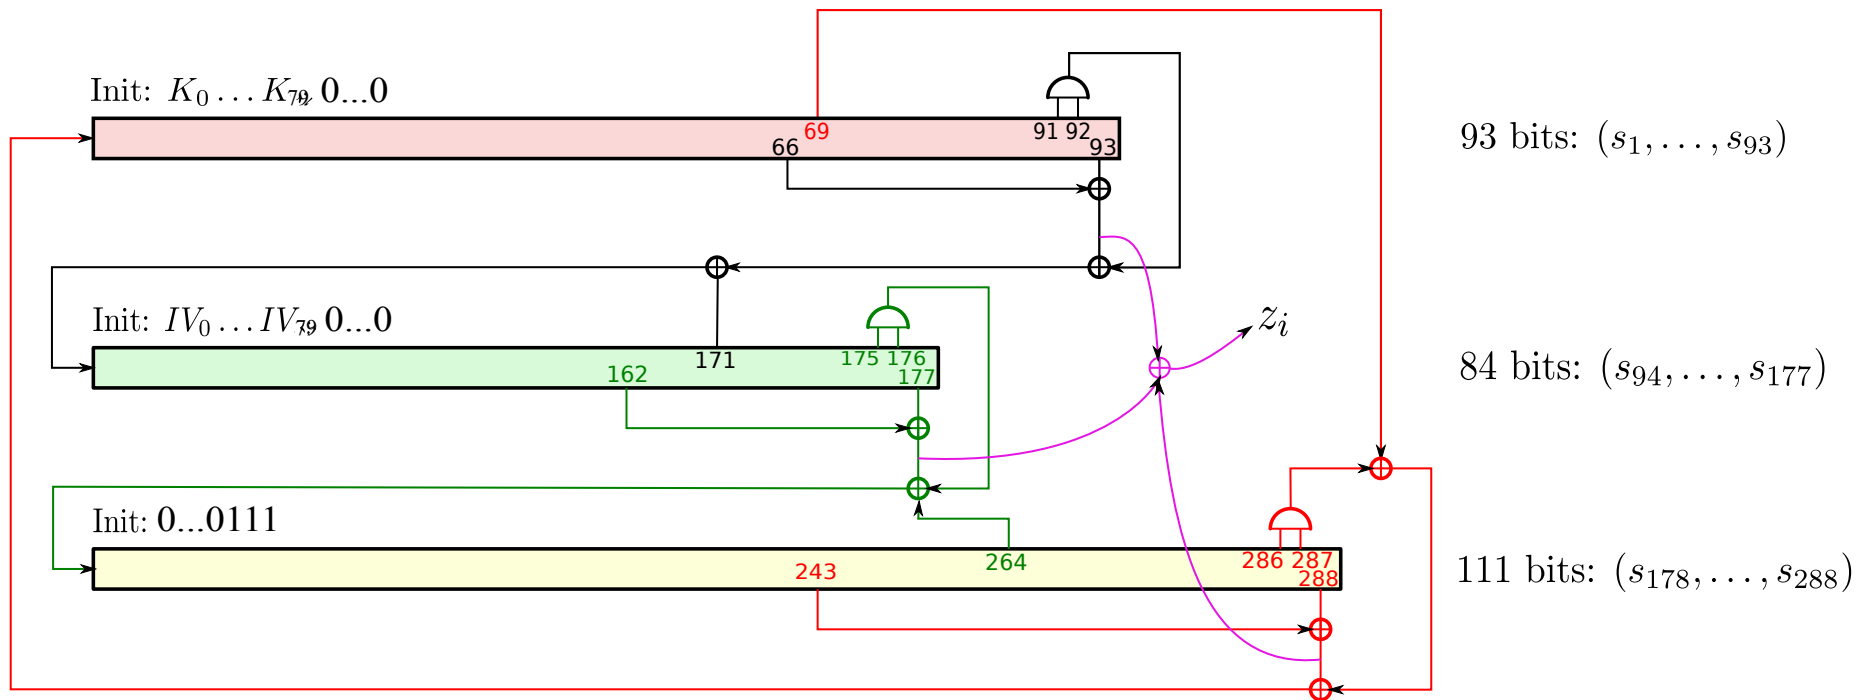 Init: K₀ … K₇₉ 0...0
69
91 92
66
93
93 bits: (s₁, …, s₉₃)
Init: IV₀ … IV₇₉ 0...0
zᵢ
171
175 176
162
177
84 bits: (s₉₄, …, s₁₇₇)
Init: 0...0111
243
264
286 287
288
111 bits: (s₁₇₈, …, s₂₈₈)